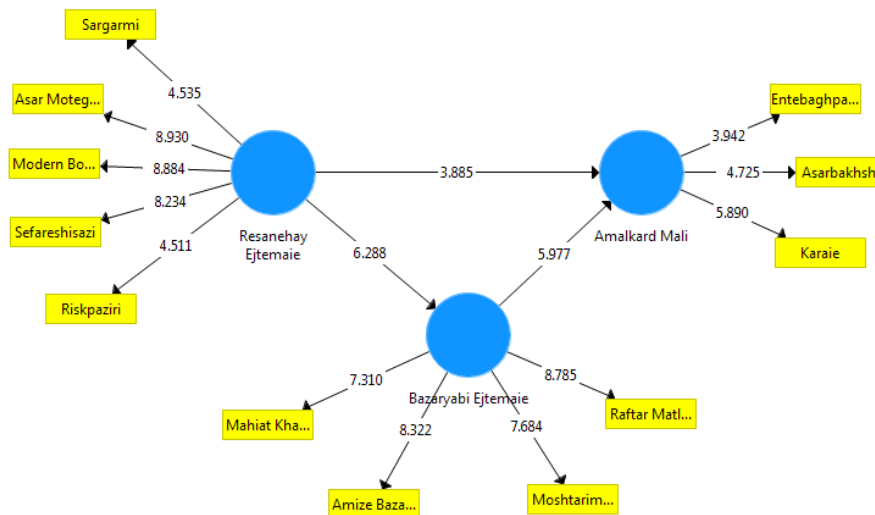 Sargarmi
4.535
Asar Moteg...
8.930
Modern Bo...
8.884
Sefareshisazi
8.234
Riskpaziri
4.511
Resanehay
Ejtemaie
3.885
6.288
Amalkard Mali
5.977
Entebaghpa...
3.942
Asarbakhsh
4.725
Karaie
5.890
Bazaryabi Ejtemaie
Mahiat Kha...
7.310
Amize Baza...
8.322
Moshtarim...
7.684
Raftar Matl...
8.785